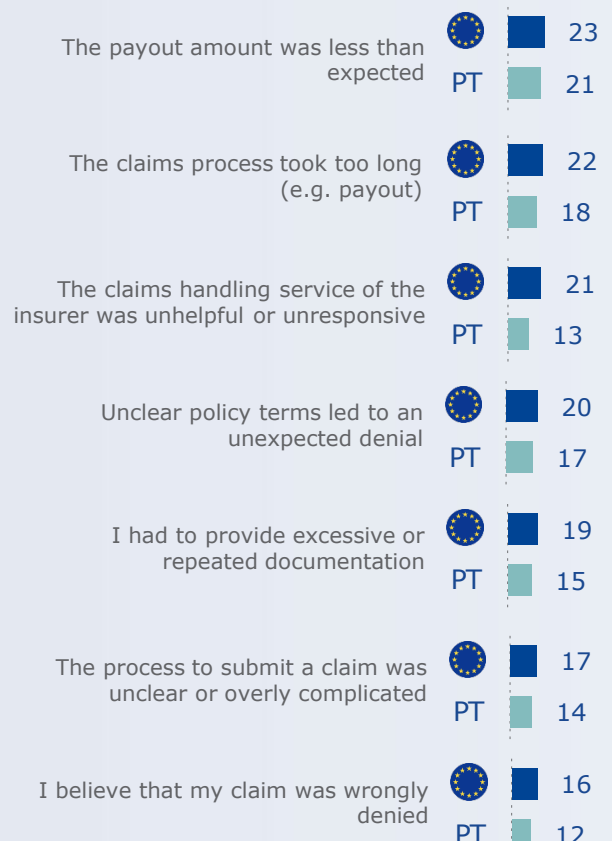 The payout amount was less than
expected
23
PT 21
The claims process took too long
(e.g. payout)
22
PT 18
The claims handling service of the
insurer was unhelpful or unresponsive
21
PT 13
Unclear policy terms led to an
unexpected denial
20
PT 17
I had to provide excessive or
repeated documentation
19
PT 15
The process to submit a claim was
unclear or overly complicated
17
PT 14
I believe that my claim was wrongly
denied
16
PT 12